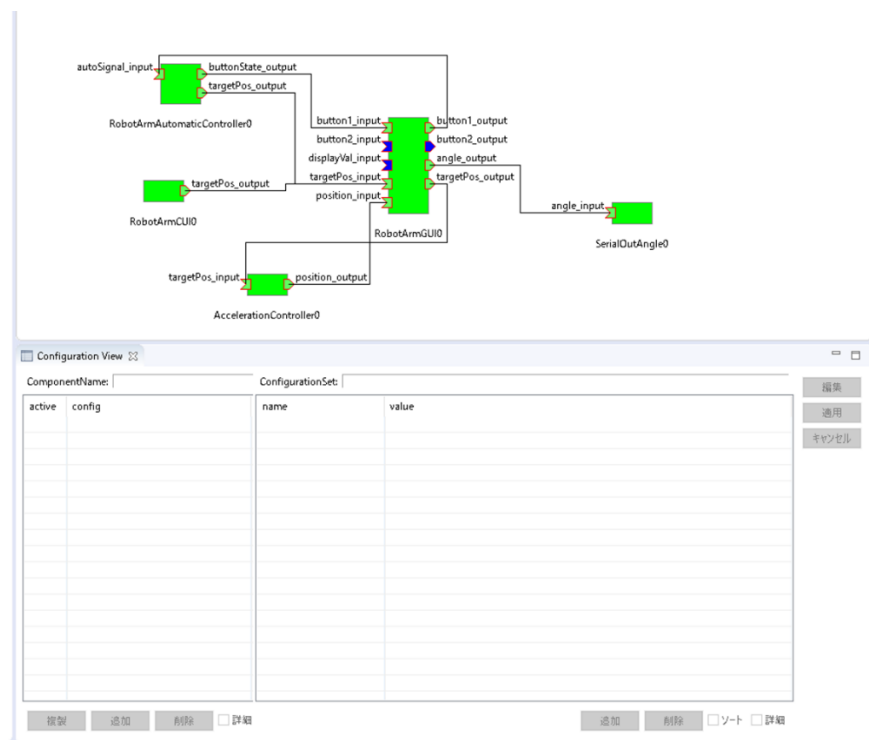 autoSignal_input
buttonState_output
targetPos_output
RobotArmAutomaticController0
button1_input
button1_output
button2_input
button2_output
displayVal_input
angle_output
targetPos_output
targetPos_input
targetPos_output
position_input
RobotArmCUI0
angle_input
RobotArmGUI0
SerialOutAngle0
targetPos_input
position_output
AccelerationController0
Configuration View
ComponentName:
ConfigurationSet:
編集
active
config
name
value
適用
キャンセル
複製
追加
削除
詳細
追加
削除
ソート
詳細